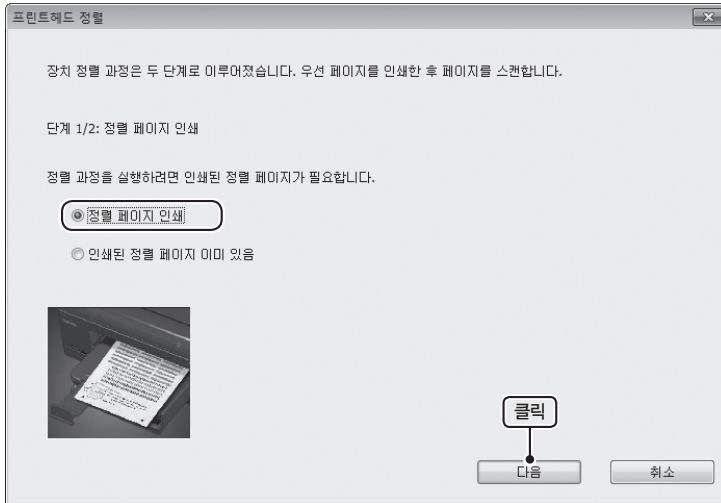 프린트헤드 정렬
장치 정렬 과정은 두 단계로 이루어졌습니다. 우선 페이지를 인쇄한 후 페이지를 스캔합니다.
단계 1/2: 정렬 페이지 인쇄
정렬 과정을 실행하려면 인쇄된 정렬 페이지가 필요합니다.
정렬 페이지 인쇄
인쇄된 정렬 페이지 이미 있음
클릭
다음
취소